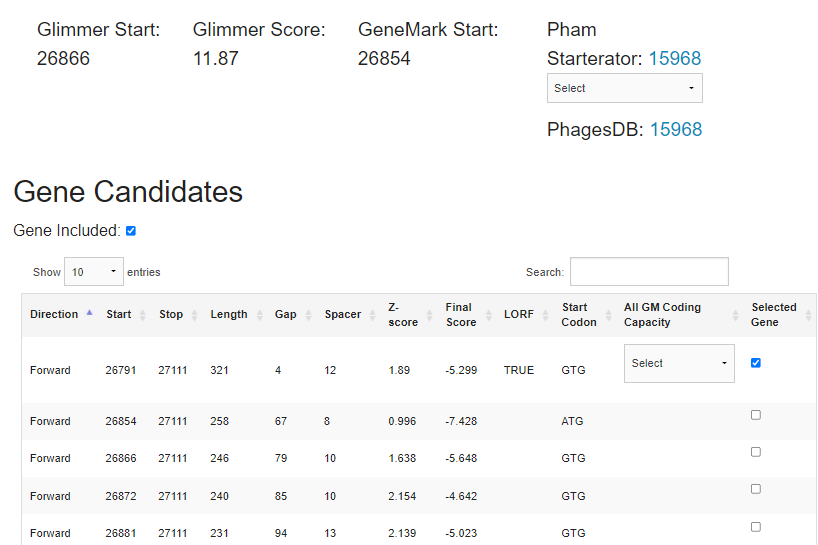 Glimmer Start: Glimmer Score: GeneMark Start: Pham
26866 11.87 26854 Starterator: 15968
Select
PhagesDB: 15968
Gene Candidates
Gene Included:
Show 10 entries Search:
Direction Start Stop Length Gap Spacer Z-score Final Score LORF Start Codon All GM Coding Capacity Selected Gene
Forward 26791 27111 321 4 12 1.89 -5.299 TRUE GTG Select
Forward 26854 27111 258 67 8 0.996 -7.428 ATG
Forward 26866 27111 246 79 10 1.638 -5.648 GTG
Forward 26872 27111 240 85 10 2.154 -4.642 GTG
Forward 26881 27111 231 94 13 2.139 -5.023 GTG